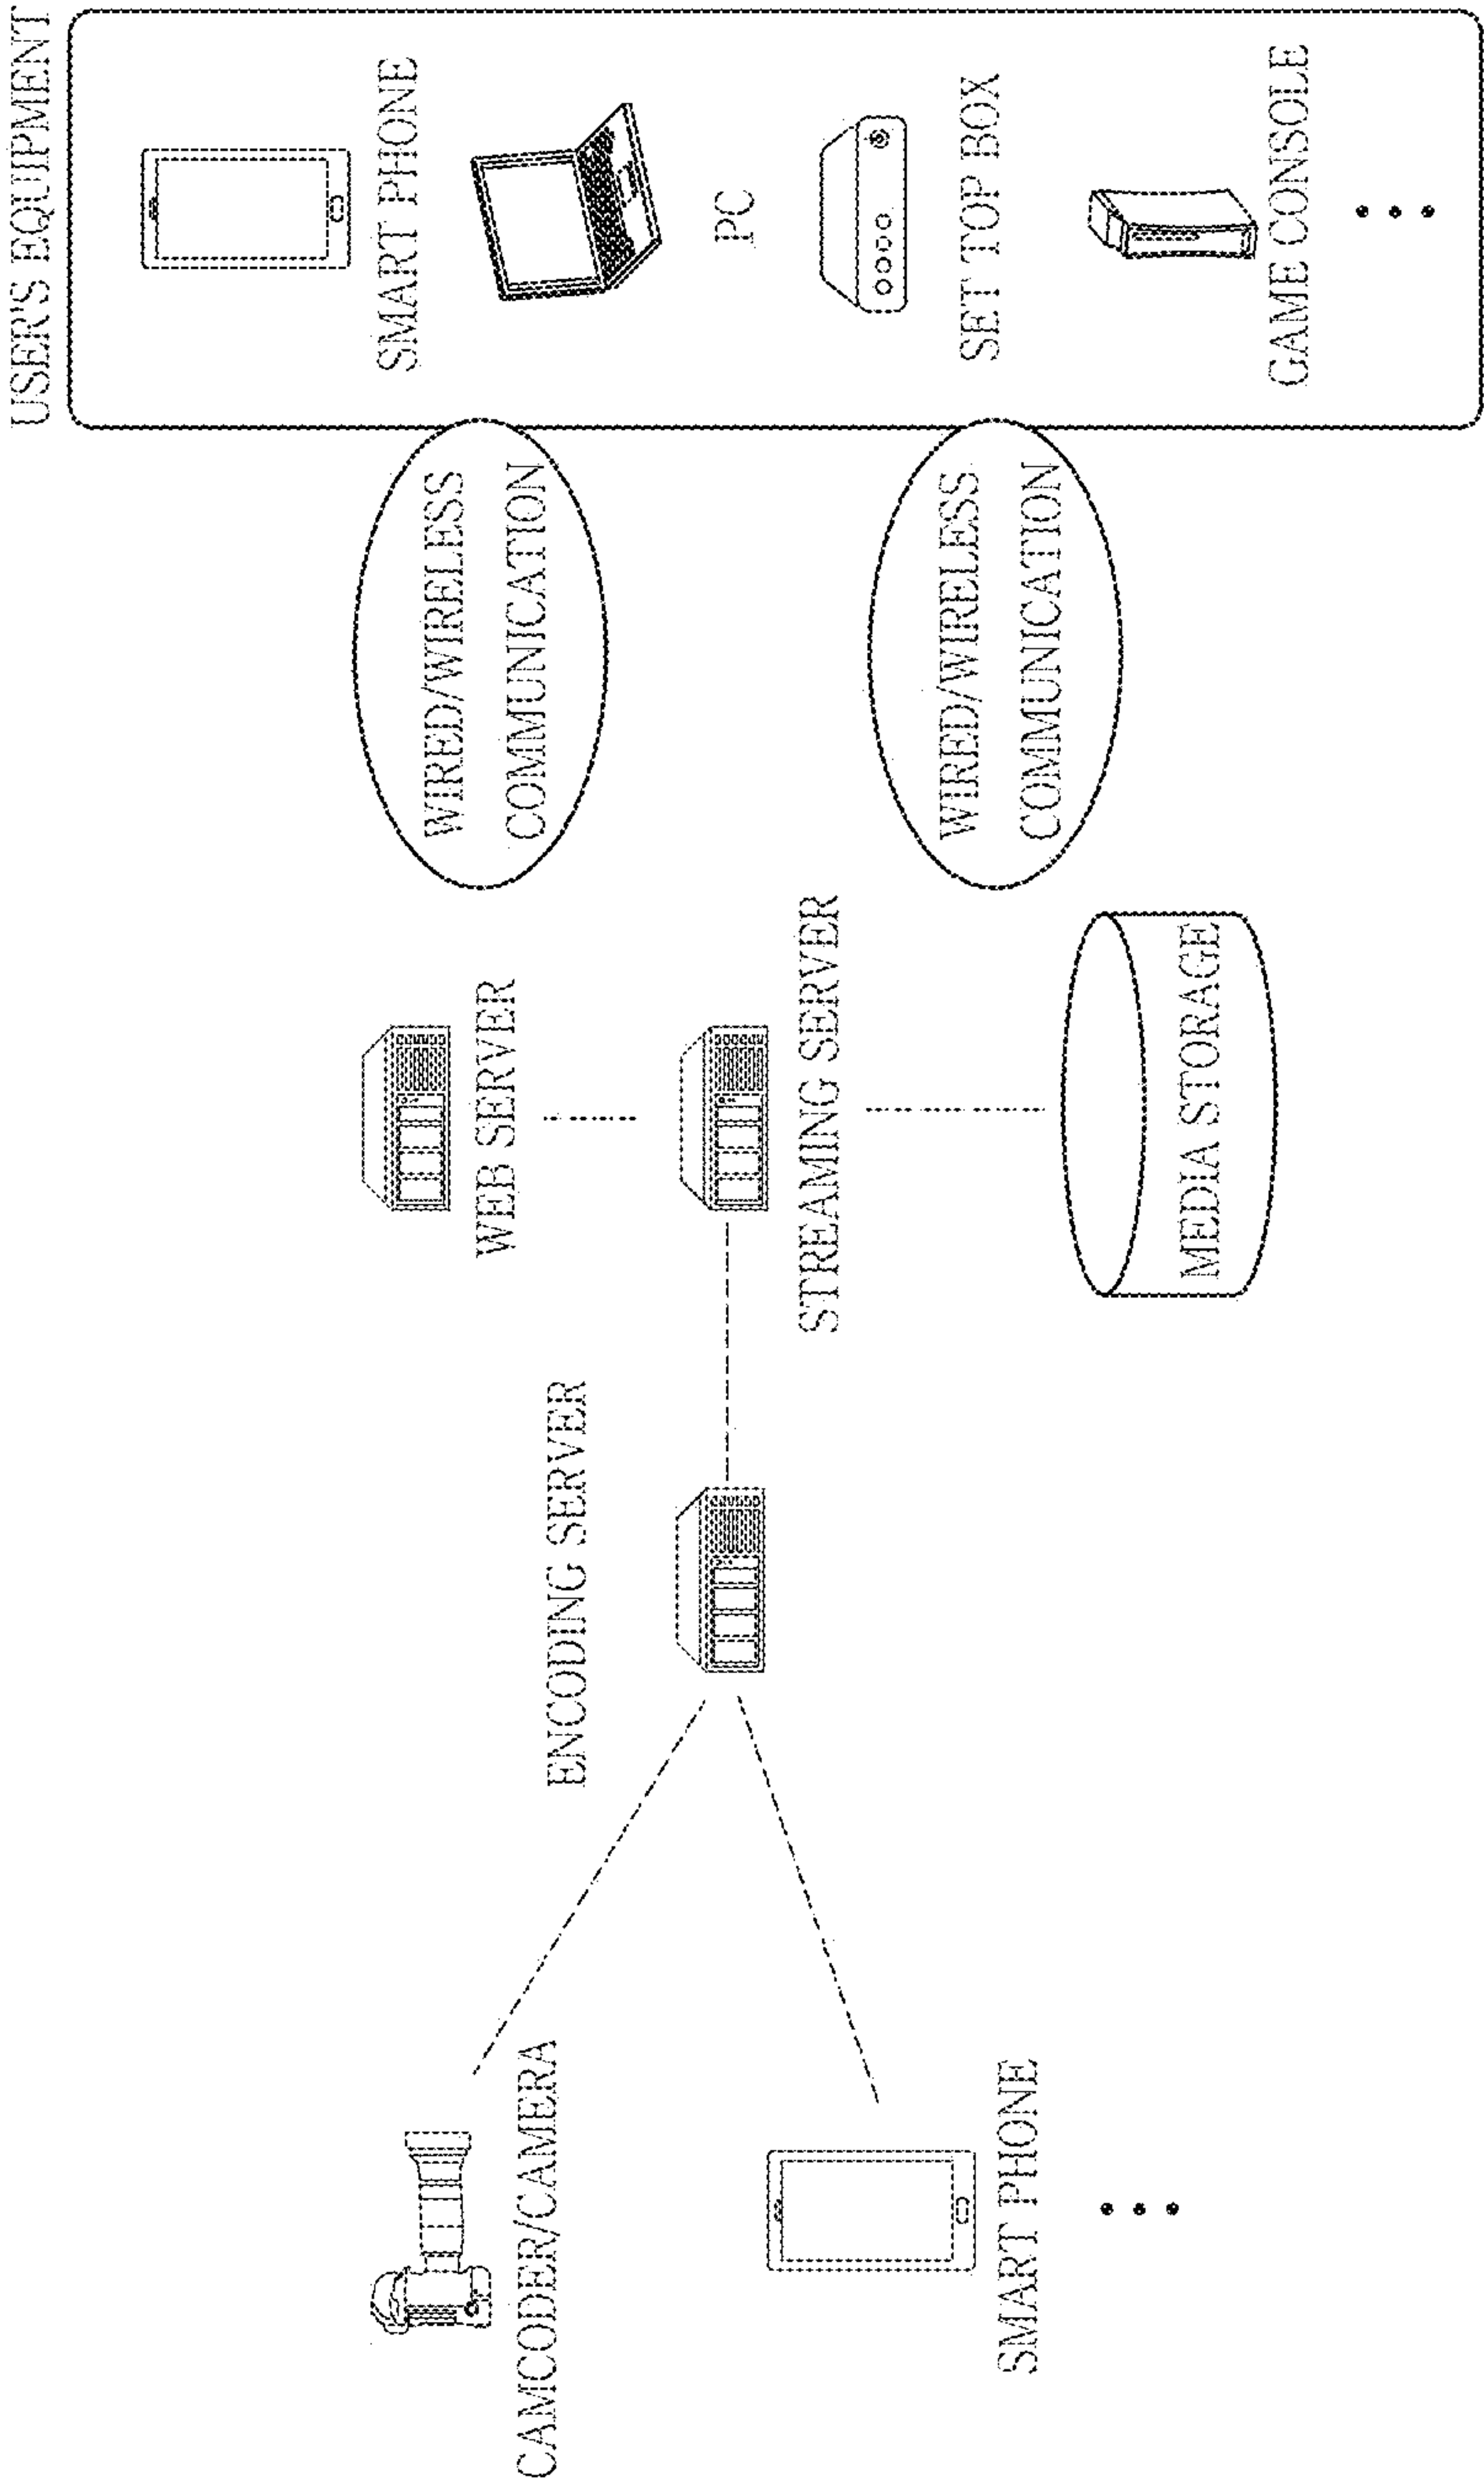 CAMCODER/CAMERA
SMART PHONE
ENCODING SERVER
WEB SERVER
STREAMING SERVER
MEDIA STORAGE
WIRED/WIRELESS
COMMUNICATION
WIRED/WIRELESS
COMMUNICATION
USER'S EQUIPMENT
SMART PHONE
PC
SET TOP BOX
GAME CONSOLE